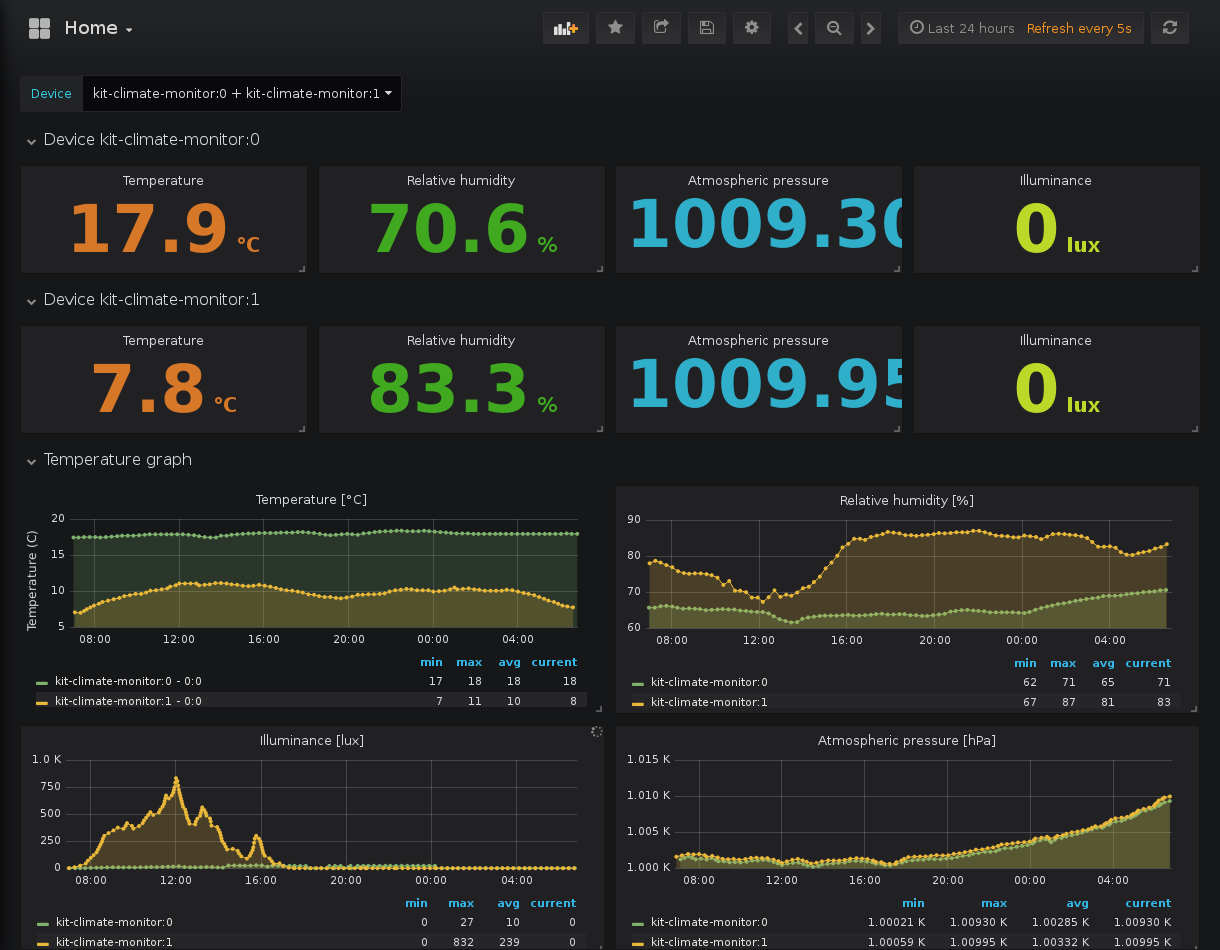 Home
Last 24 hours Refresh every 5s
Device kit-climate-monitor:0 + kit-climate-monitor:1
Device kit-climate-monitor:0
Temperature Relative humidity Atmospheric pressure Illuminance
17.9 °C 70.6 % 1009.30 0 lux
Device kit-climate-monitor:1
Temperature Relative humidity Atmospheric pressure Illuminance
7.8 °C 83.3 % 1009.95 0 lux
Temperature graph
Temperature [°C]
Temperature (C)
20
15
10
5
08:00 12:00 16:00 20:00 00:00 04:00
min max avg current
kit-climate-monitor:0 - 0:0 17 18 18 18
kit-climate-monitor:1 - 0:0 7 11 10 8
Relative humidity [%]
90
80
70
60
08:00 12:00 16:00 20:00 00:00 04:00
min max avg current
kit-climate-monitor:0 62 71 65 71
kit-climate-monitor:1 67 87 81 83
Illuminance [lux]
1.0 K
750
500
250
0
08:00 12:00 16:00 20:00 00:00 04:00
min max avg current
kit-climate-monitor:0 0 27 10 0
kit-climate-monitor:1 0 832 239 0
Atmospheric pressure [hPa]
1.015 K
1.010 K
1.005 K
1.000 K
08:00 12:00 16:00 20:00 00:00 04:00
min max avg current
kit-climate-monitor:0 1.00021 K 1.00930 K 1.00285 K 1.00930 K
kit-climate-monitor:1 1.00059 K 1.00995 K 1.00332 K 1.00995 K